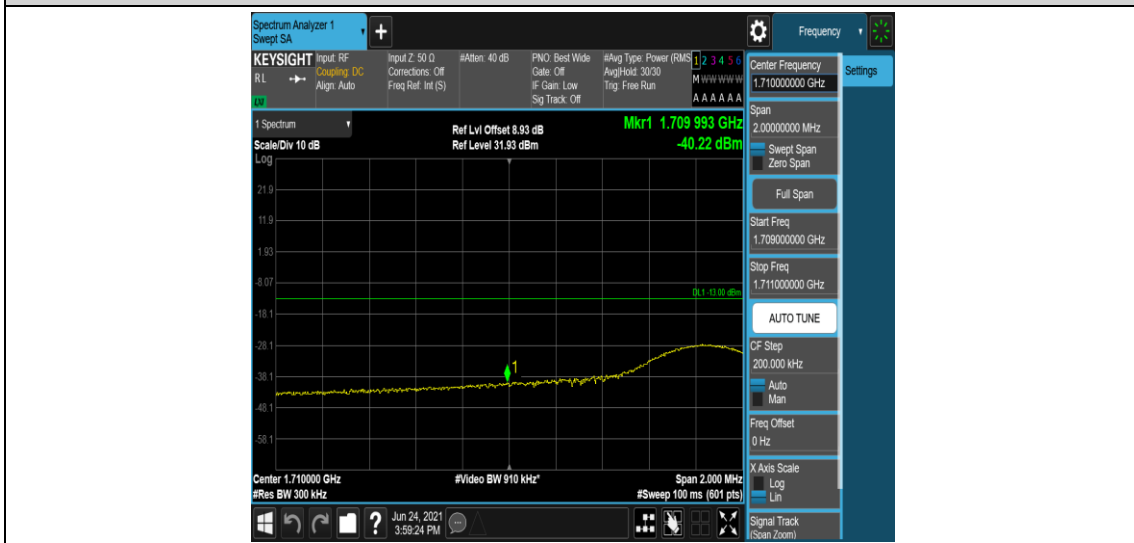 Spectrum Analyzer 1
Swept SA
+
Frequency
KEYSIGHT
RL
Input: RF
Coupling: DC
Align: Auto
Input Z: 50 Ω
Corrections: Off
Freq Ref: Int (S)
#Atten: 40 dB
PNO: Best Wide
Gate: Off
IF Gain: Low
Sig Track: Off
#Avg Type: Power (RMS
Avg|Hold: 30/30
Trig: Free Run
1 2 3 4 5 6
M W W W W W
A A A A A A
1 Spectrum
Scale/Div 10 dB
Ref Lvl Offset 8.93 dB
Ref Level 31.93 dBm
Mkr1 1.709 993 GHz
-40.22 dBm
Log
21.9
11.9
1.93
-8.07
DL1 -13.00 dBm
-18.1
-28.1
1
-38.1
-48.1
-58.1
Center 1.710000 GHz
#Res BW 300 kHz
#Video BW 910 kHz*
Span 2.000 MHz
#Sweep 100 ms (601 pts)
Center Frequency
1.710000000 GHz
Settings
Span
2.00000000 MHz
Swept Span
Zero Span
Full Span
Start Freq
1.709000000 GHz
Stop Freq
1.711000000 GHz
AUTO TUNE
CF Step
200.000 kHz
Auto
Man
Freq Offset
0 Hz
X Axis Scale
Log
Lin
Signal Track
(Span Zoom)
?
Jun 24, 2021
3:59:24 PM